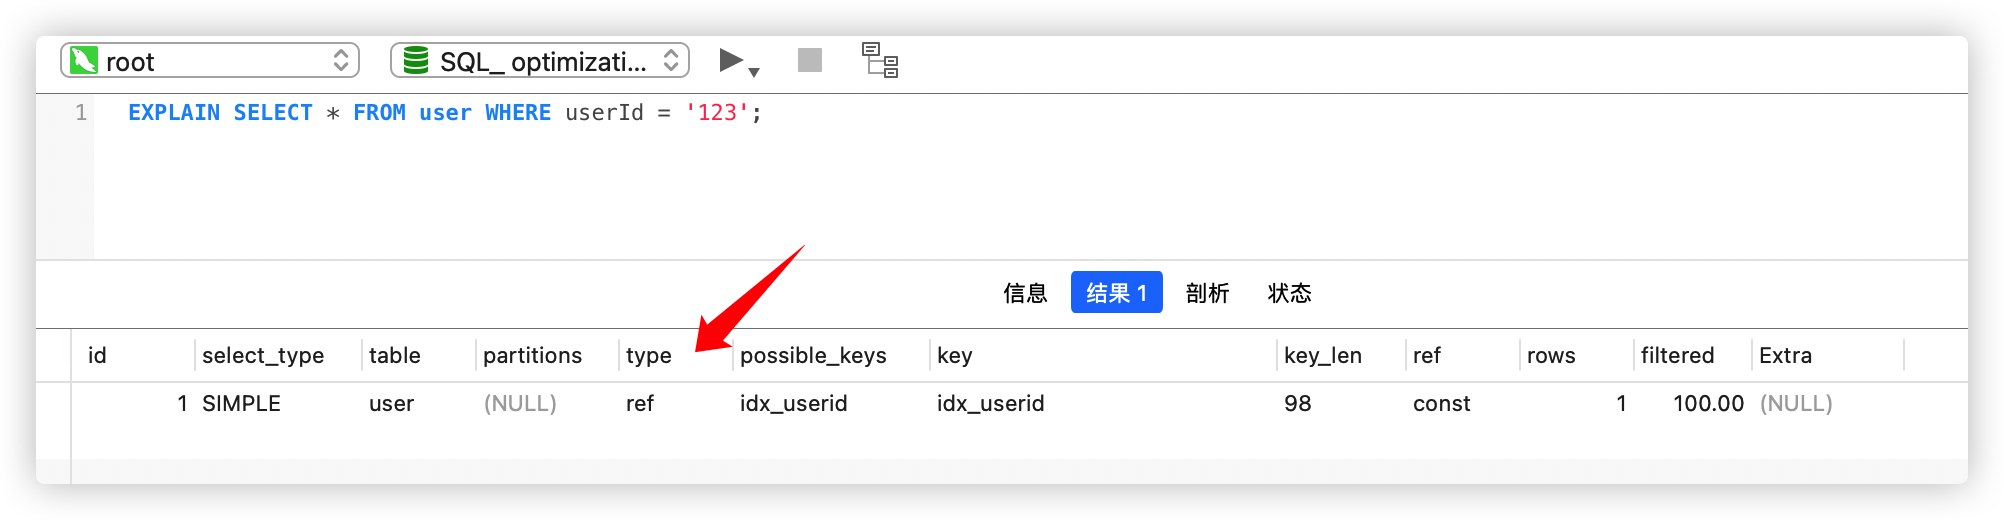 root SQL_ optimizati...
1 EXPLAIN SELECT * FROM user WHERE userId = '123';
信息 结果 1 剖析 状态
id select_type table partitions type possible_keys key key_len ref rows filtered Extra
1 SIMPLE user (NULL) ref idx_userid idx_userid 98 const 1 100.00 (NULL)